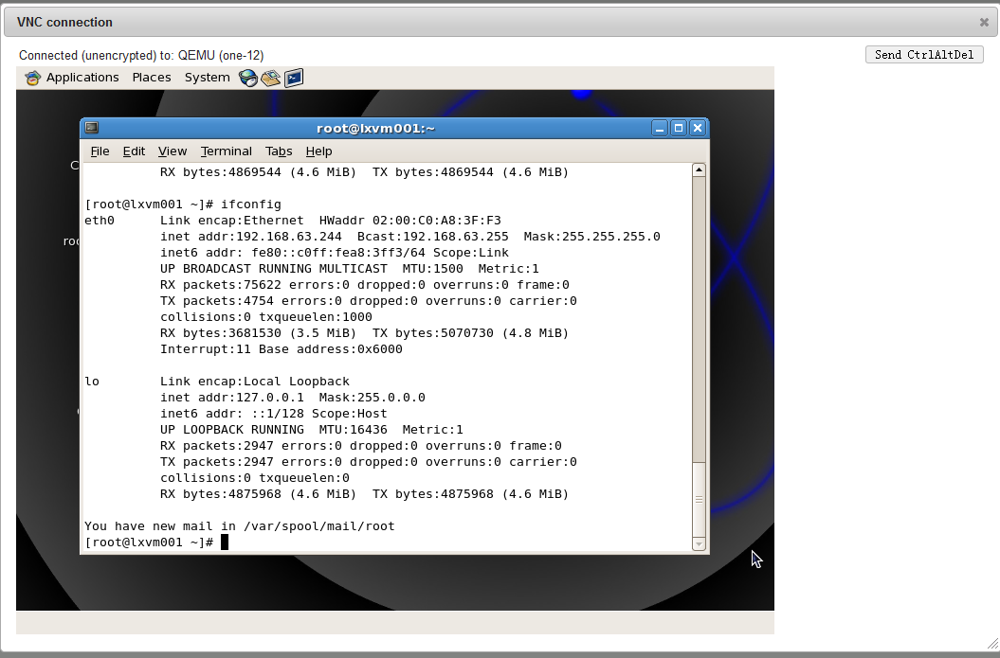 VNC connection
Connected (unencrypted) to: QEMU (one-12)
Send CtrlAltDel
Applications Places System
root@lxvm001:~
File Edit View Terminal Tabs Help
RX bytes:4869544 (4.6 MiB)  TX bytes:4869544 (4.6 MiB)
[root@lxvm001 ~]# ifconfig
eth0      Link encap:Ethernet  HWaddr 02:00:C0:A8:3F:F3
inet addr:192.168.63.244  Bcast:192.168.63.255  Mask:255.255.255.0
inet6 addr: fe80::c0ff:fea8:3ff3/64 Scope:Link
UP BROADCAST RUNNING MULTICAST  MTU:1500  Metric:1
RX packets:75622 errors:0 dropped:0 overruns:0 frame:0
TX packets:4754 errors:0 dropped:0 overruns:0 carrier:0
collisions:0 txqueuelen:1000
RX bytes:3681530 (3.5 MiB)  TX bytes:5070730 (4.8 MiB)
Interrupt:11 Base address:0x6000
lo        Link encap:Local Loopback
inet addr:127.0.0.1  Mask:255.0.0.0
inet6 addr: ::1/128 Scope:Host
UP LOOPBACK RUNNING  MTU:16436  Metric:1
RX packets:2947 errors:0 dropped:0 overruns:0 frame:0
TX packets:2947 errors:0 dropped:0 overruns:0 carrier:0
collisions:0 txqueuelen:0
RX bytes:4875968 (4.6 MiB)  TX bytes:4875968 (4.6 MiB)
You have new mail in /var/spool/mail/root
[root@lxvm001 ~]#